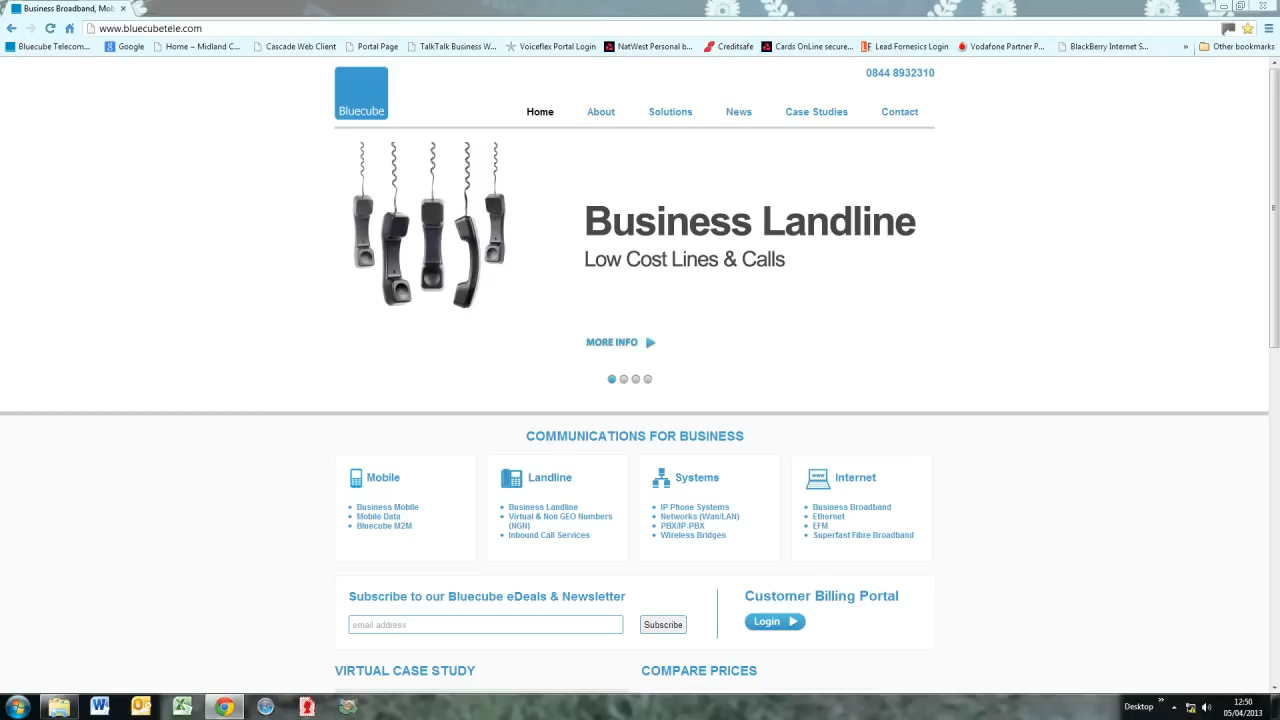 Business Broadband, Mob
www.bluecubetele.com
Bluecube Telecom... Google Home – Midland C... Cascade Web Client Portal Page TalkTalk Business W... Voiceflex Portal Login NatWest Personal b... Creditsafe Cards OnLine secure... Lead Fornesics Login Vodafone Partner P... BlackBerry Internet S... » Other bookmarks
0844 8932310
Bluecube
Home About Solutions News Case Studies Contact
Business Landline
Low Cost Lines & Calls
MORE INFO
COMMUNICATIONS FOR BUSINESS
Mobile
Business Mobile
Mobile Data
Bluecube M2M
Landline
Business Landline
Virtual & Non GEO Numbers
(NGN)
Inbound Call Services
Systems
IP Phone Systems
Networks (Wan/LAN)
PBX/IP-PBX
Wireless Bridges
Internet
www
Business Broadband
Ethernet
EFM
Superfast Fibre Broadband
Subscribe to our Bluecube eDeals & Newsletter
email address
Subscribe
Customer Billing Portal
Login
VIRTUAL CASE STUDY
COMPARE PRICES
Desktop »
12:50
05/04/2013